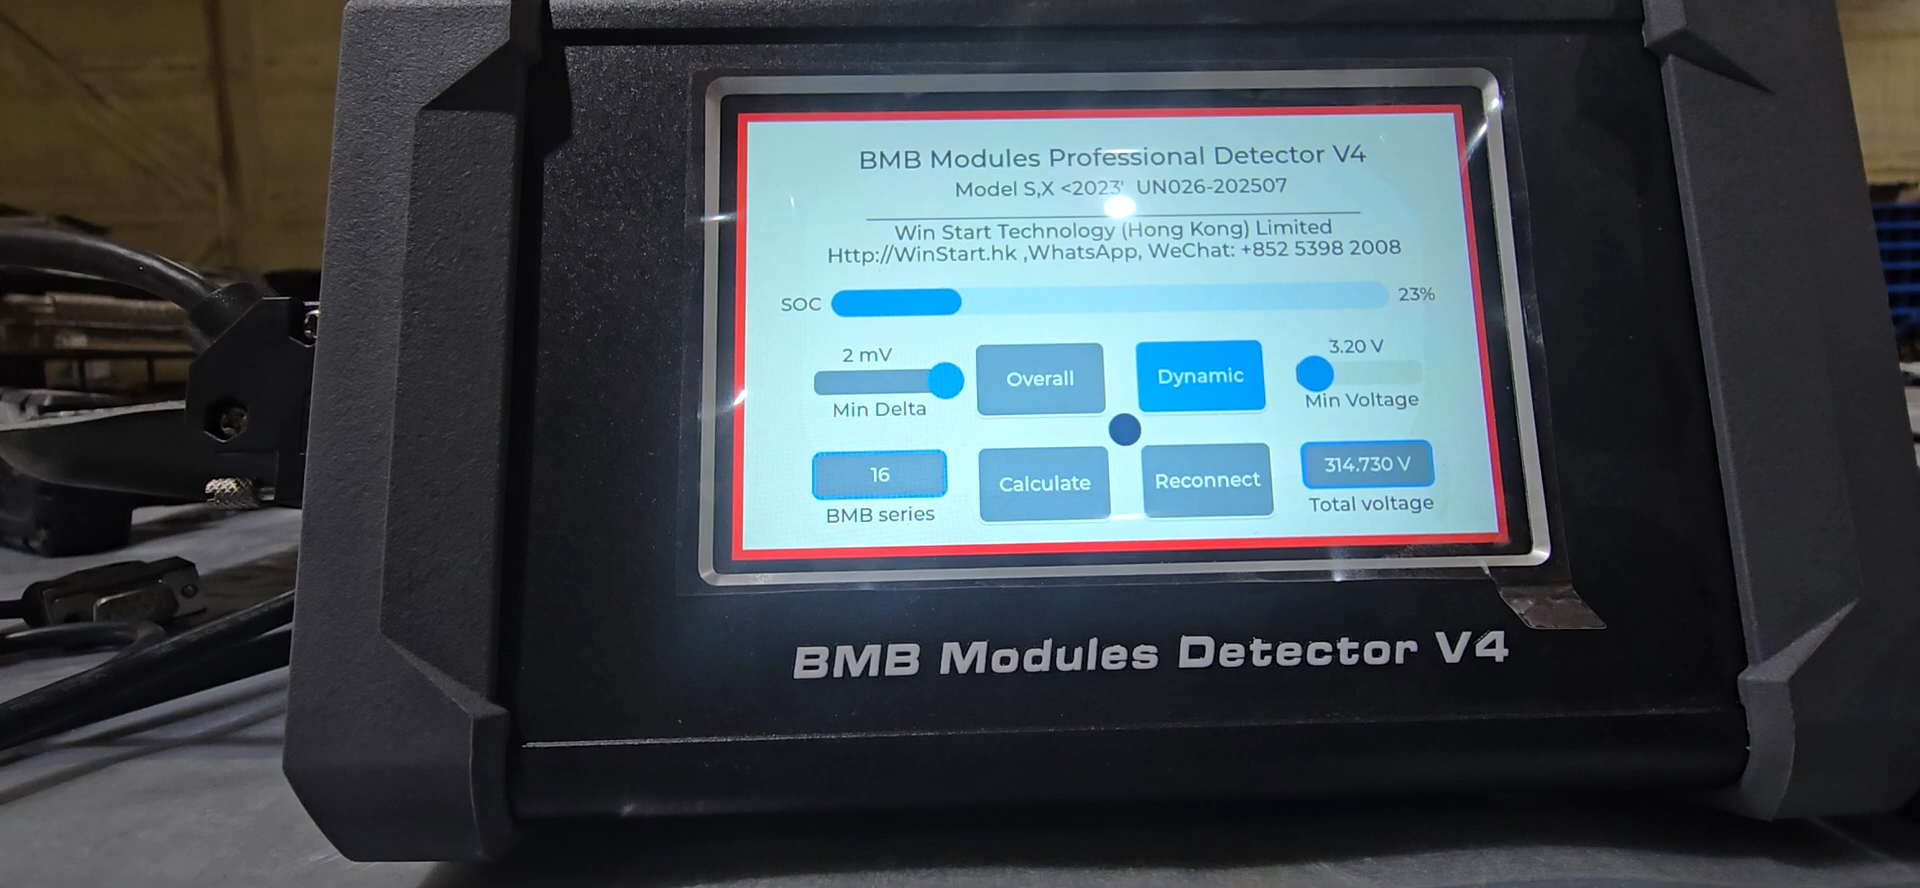 BMB Modules Professional Detector V4
Model S,X <2023' UN026-202507
Win Start Technology (Hong Kong) Limited
Http://WinStart.hk ,WhatsApp, WeChat: +852 5398 2008
SOC 23%
2 mV
Min Delta
Overall
Dynamic
3.20 V
Min Voltage
16
BMB series
Calculate
Reconnect
314.730 V
Total voltage
BMB Modules Detector V4